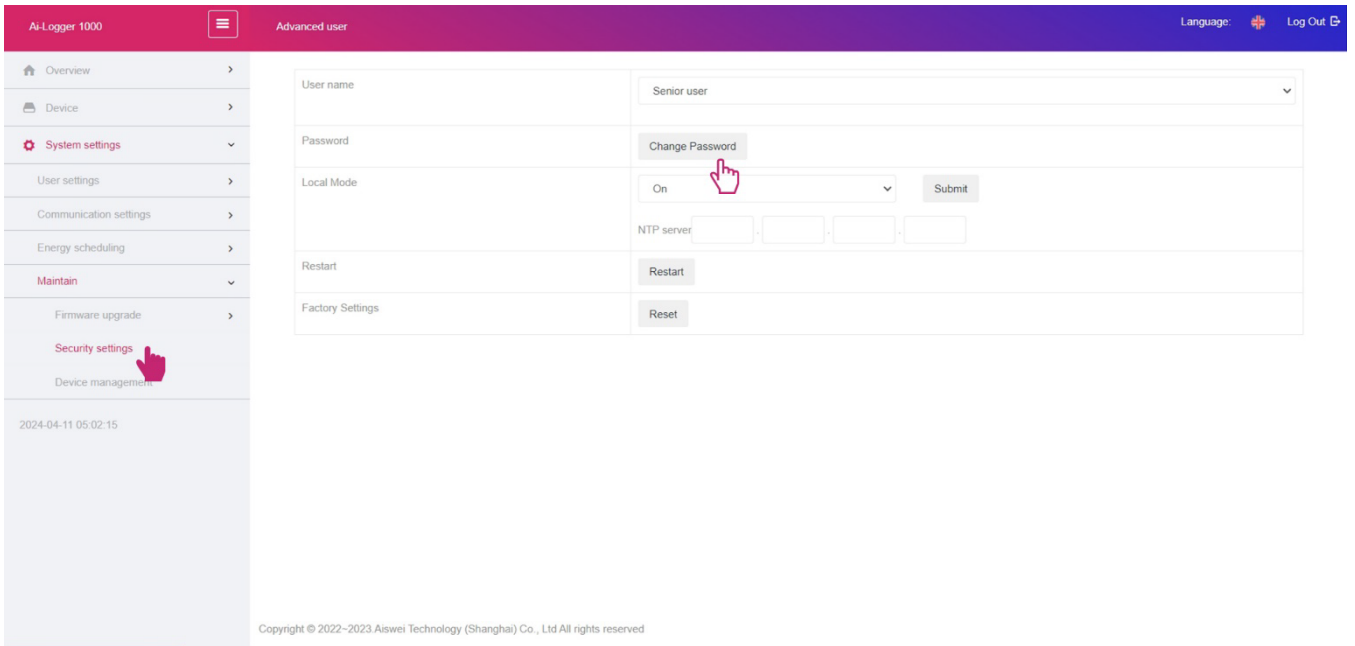 Ai-Logger 1000
Advanced user
Language:
Log Out
Overview
Device
System settings
User settings
Communication settings
Energy scheduling
Maintain
Firmware upgrade
Security settings
Device management
2024-04-11 05:02:15
User name
Senior user
Password
Change Password
Local Mode
On
Submit
NTP server . . .
Restart
Restart
Factory Settings
Reset
Copyright © 2022~2023 Aiswei Technology (Shanghai) Co., Ltd All rights reserved